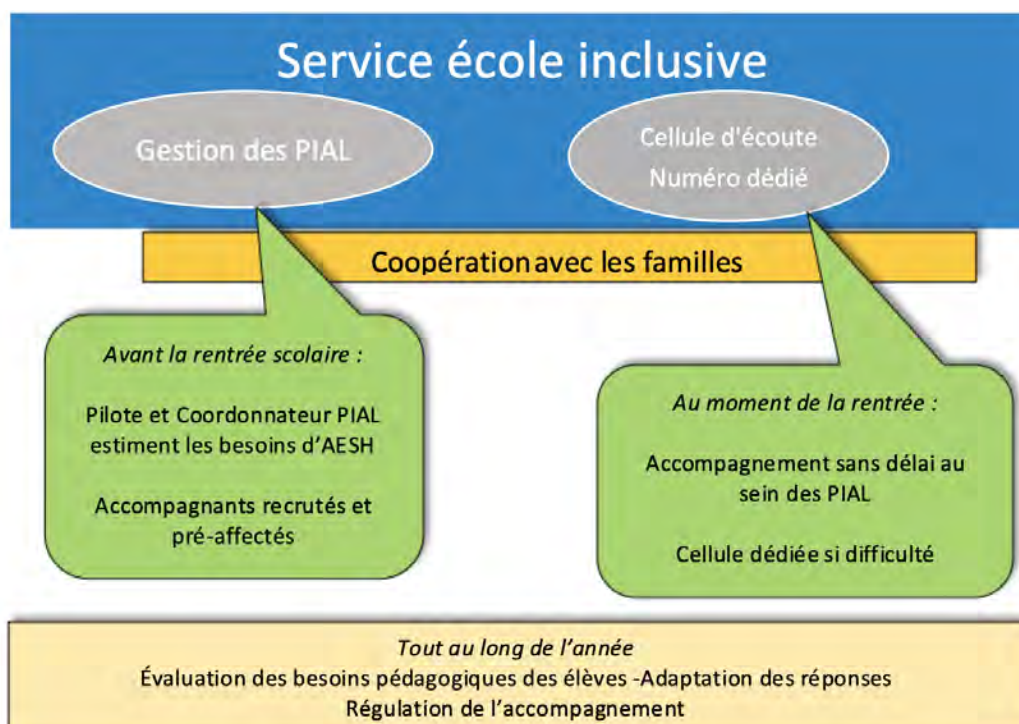 Service école inclusive
Gestion des PIAL
Cellule d'écoute
Numéro dédié
Coopération avec les familles
Avant la rentrée scolaire :
Pilote et Coordonnateur PIAL
estiment les besoins d'AESH
Accompagnants recrutés et
pré-affectés
Au moment de la rentrée :
Accompagnement sans délai au
sein des PIAL
Cellule dédiée si difficulté
Tout au long de l'année
Évaluation des besoins pédagogiques des élèves -Adaptation des réponses
Régulation de l'accompagnement